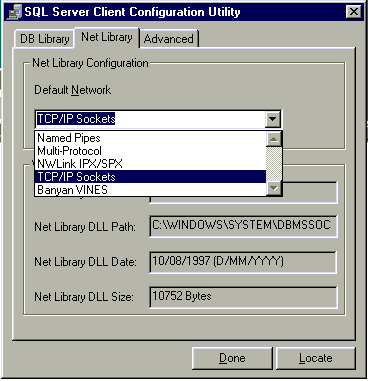 SQL Server Client Configuration Utility
DB Library
Net Library
Advanced
Net Library Configuration
Default Network
TCP/IP Sockets
Named Pipes
Multi-Protocol
NWLink IPX/SPX
TCP/IP Sockets
Banyan VINES
Net Library DLL Path:
C:\WINDOWS\SYSTEM\DBMSSOC
Net Library DLL Date:
10/08/1997 (D/MM/YYYY)
Net Library DLL Size:
10752 Bytes
Done
Locate